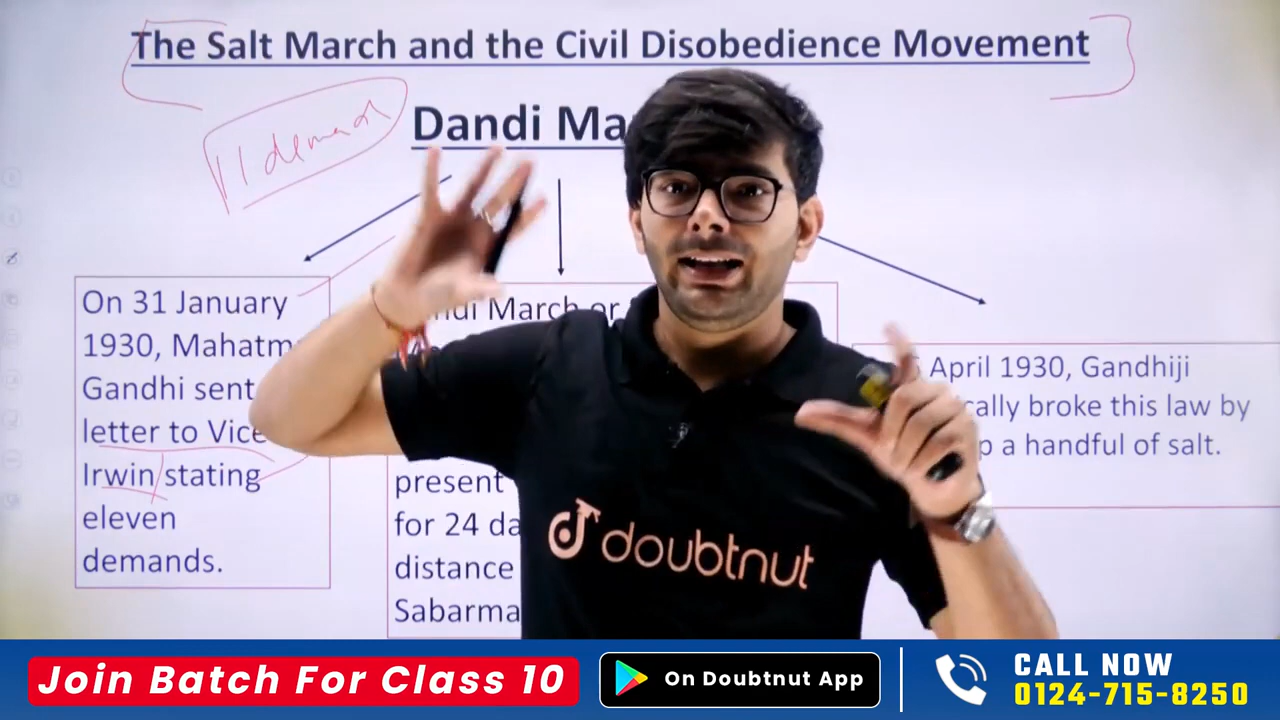 The Salt March and the Civil Disobedience Movement
11 demands
Dandi Ma
On 31 January
1930, Mahatm
Gandhi sent
letter to Vice
Irwin stating
eleven
demands.
March or
present
for 24 da
distance
Sabarma
April 1930, Gandhiji
cally broke this law by
p a handful of salt.
doubtnut
Join Batch For Class 10
On Doubtnut App
CALL NOW
0124-715-8250